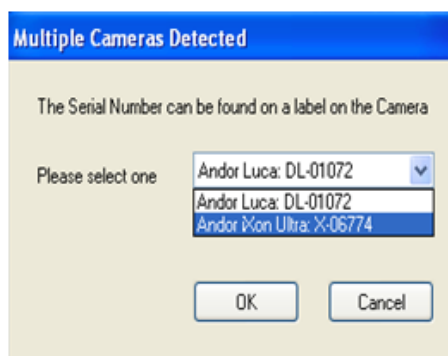 Multiple Cameras Detected
The Serial Number can be found on a label on the Camera
Please select one
Andor Luca: DL-01072
Andor Luca: DL-01072
Andor iXon Ultra: X-06774
OK
Cancel